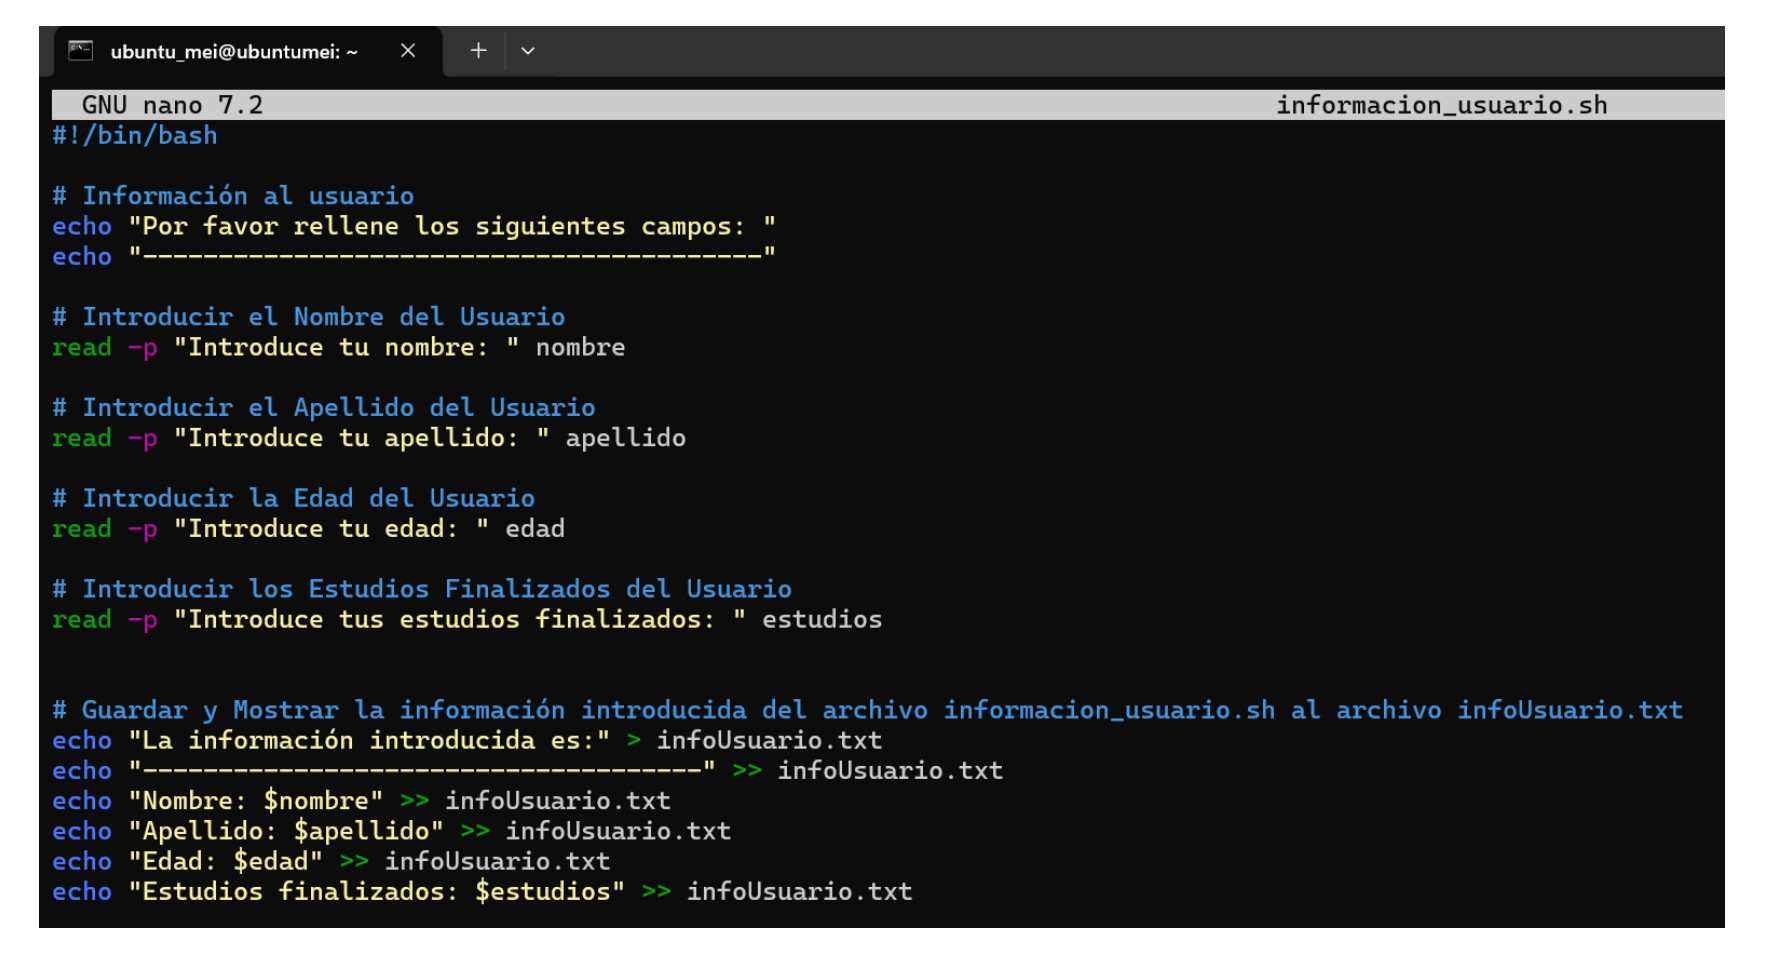 ubuntu_mei@ubuntumei: ~
GNU nano 7.2 informacion_usuario.sh
#!/bin/bash
# Información al usuario
echo "Por favor rellene los siguientes campos: "
echo "-----------------------------------------"
# Introducir el Nombre del Usuario
read -p "Introduce tu nombre: " nombre
# Introducir el Apellido del Usuario
read -p "Introduce tu apellido: " apellido
# Introducir la Edad del Usuario
read -p "Introduce tu edad: " edad
# Introducir los Estudios Finalizados del Usuario
read -p "Introduce tus estudios finalizados: " estudios
# Guardar y Mostrar la información introducida del archivo informacion_usuario.sh al archivo infoUsuario.txt
echo "La información introducida es:" > infoUsuario.txt
echo "-------------------------------------" >> infoUsuario.txt
echo "Nombre: $nombre" >> infoUsuario.txt
echo "Apellido: $apellido" >> infoUsuario.txt
echo "Edad: $edad" >> infoUsuario.txt
echo "Estudios finalizados: $estudios" >> infoUsuario.txt